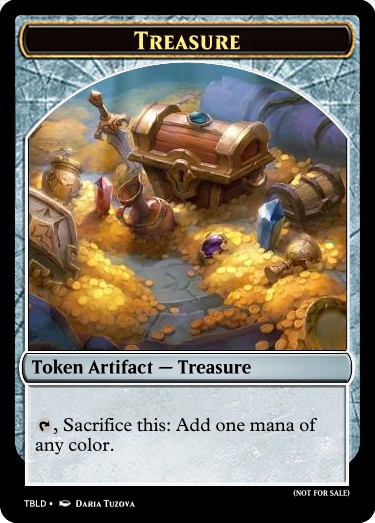 TREASURE
Token Artifact — Treasure
, Sacrifice this: Add one mana of
any color.
(NOT FOR SALE)
TBLD • DARIA TUZOVA